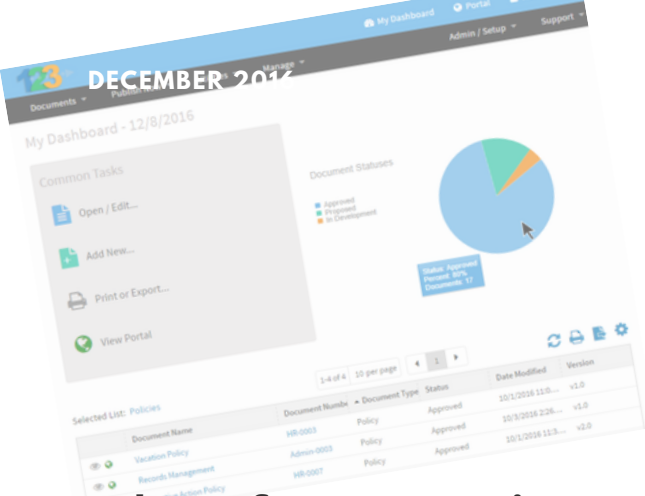 My Dashboard
Portal
Admin / Setup
Support
123
DECEMBER 2016
Documents
Manage
My Dashboard - 12/8/2016
Common Tasks
Open / Edit...
Add New...
Print or Export...
View Portal
Document Statuses
Approved
Proposed
In Development
Status: Approved
Percent: 80%
Documents: 17
1-4 of 4 10 per page 1
Selected List: Policies
Document Name Document Number Document Type Status Date Modified Version
Vacation Policy HR-0003 Policy Approved 10/1/2016 11:0... v1.0
Records Management Admin-0003 Policy Approved 10/3/2016 2:26... v1.0
Action Policy HR-0007 Policy Approved 10/1/2016 11:3... v2.0